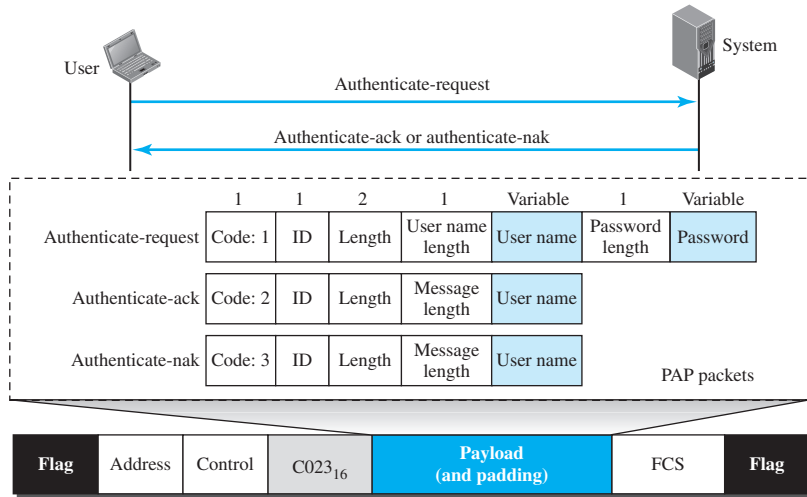 User
System
Authenticate-request
Authenticate-ack or authenticate-nak
1 1 2 1 Variable 1 Variable
Authenticate-request Code: 1 ID Length User name length User name Password length Password
Authenticate-ack Code: 2 ID Length Message length User name
Authenticate-nak Code: 3 ID Length Message length User name
PAP packets
Flag Address Control C023₁₆ Payload (and padding) FCS Flag